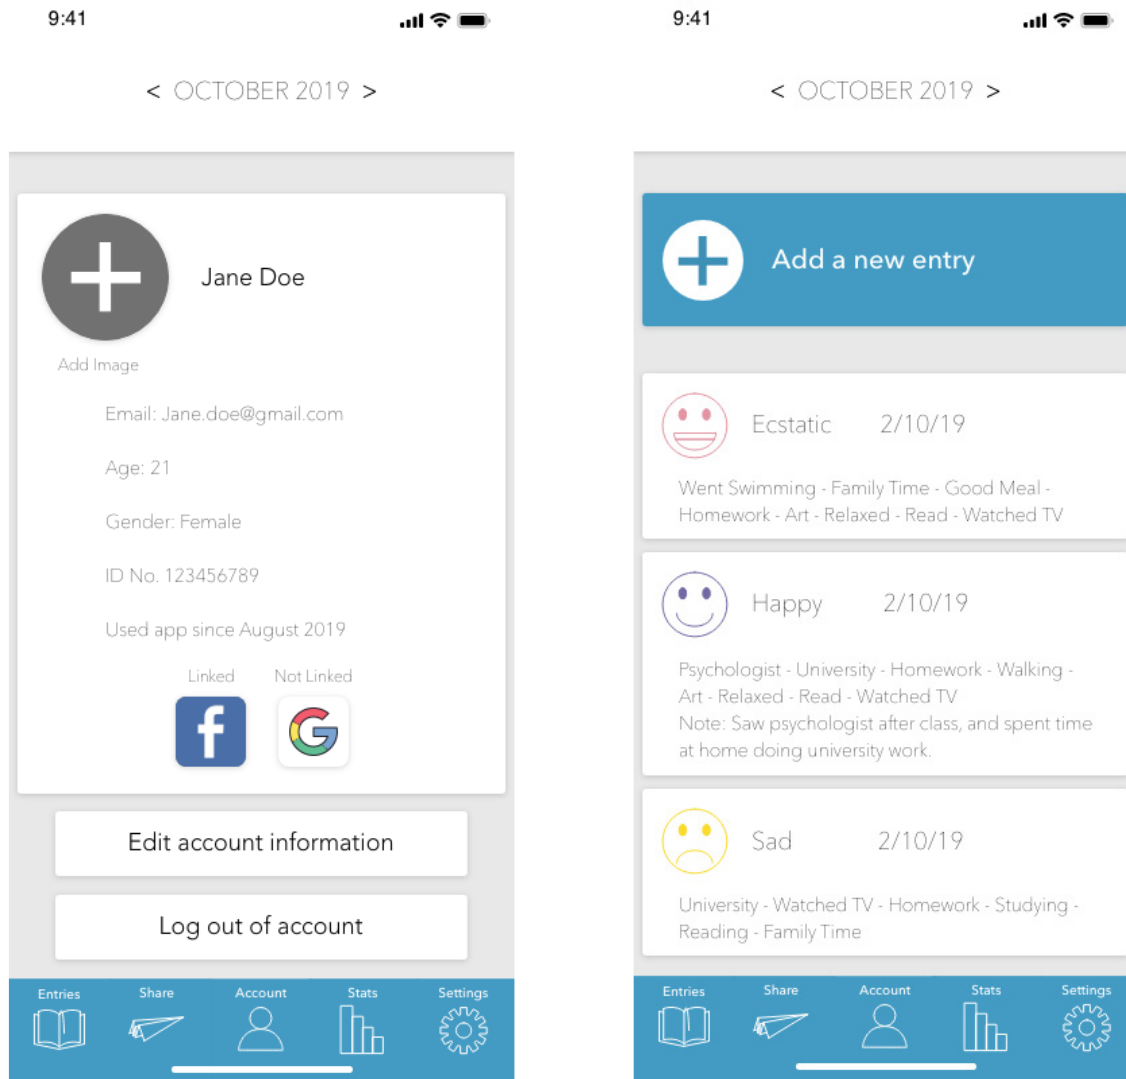 9:41
< OCTOBER 2019 >
Jane Doe
Add Image
Email: Jane.doe@gmail.com
Age: 21
Gender: Female
ID No. 123456789
Used app since August 2019
Linked Not Linked
f G
Edit account information
Log out of account
Entries Share Account Stats Settings
9:41
< OCTOBER 2019 >
Add a new entry
Ecstatic 2/10/19
Went Swimming - Family Time - Good Meal -
Homework - Art - Relaxed - Read - Watched TV
Happy 2/10/19
Psychologist - University - Homework - Walking -
Art - Relaxed - Read - Watched TV
Note: Saw psychologist after class, and spent time
at home doing university work.
Sad 2/10/19
University - Watched TV - Homework - Studying -
Reading - Family Time
Entries Share Account Stats Settings